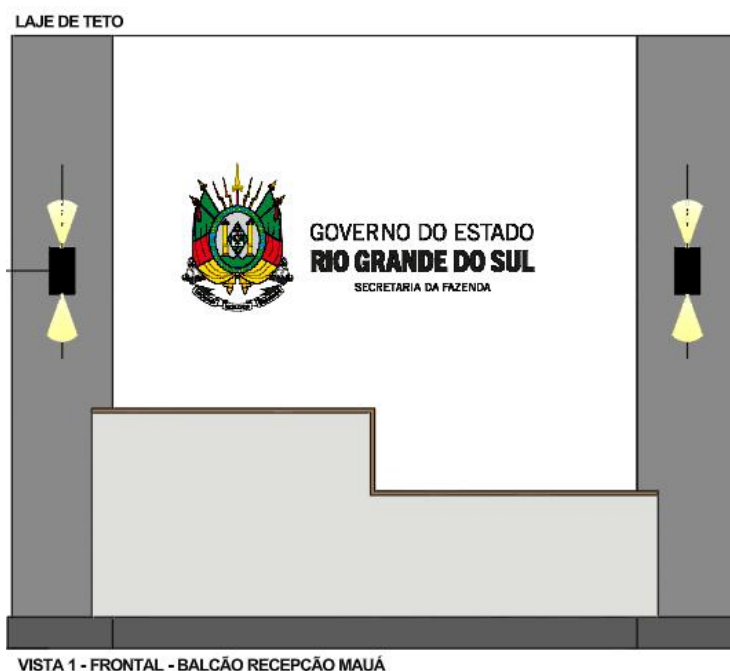 LAJE DE TETO
GOVERNO DO ESTADO
RIO GRANDE DO SUL
SECRETARIA DA FAZENDA
VISTA 1 - FRONTAL - BALCÃO RECEPÇÃO MAUÁ